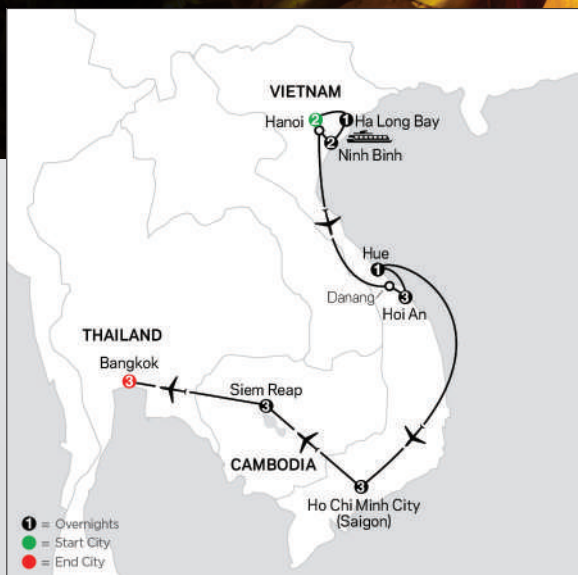 VIETNAM
Hanoi
2
1
Ha Long Bay
2
Ninh Binh
Hue
1
Danang
3
Hoi An
THAILAND
Bangkok
3
Siem Reap
3
CAMBODIA
3
Ho Chi Minh City
(Saigon)
1 = Overnights
= Start City
= End City